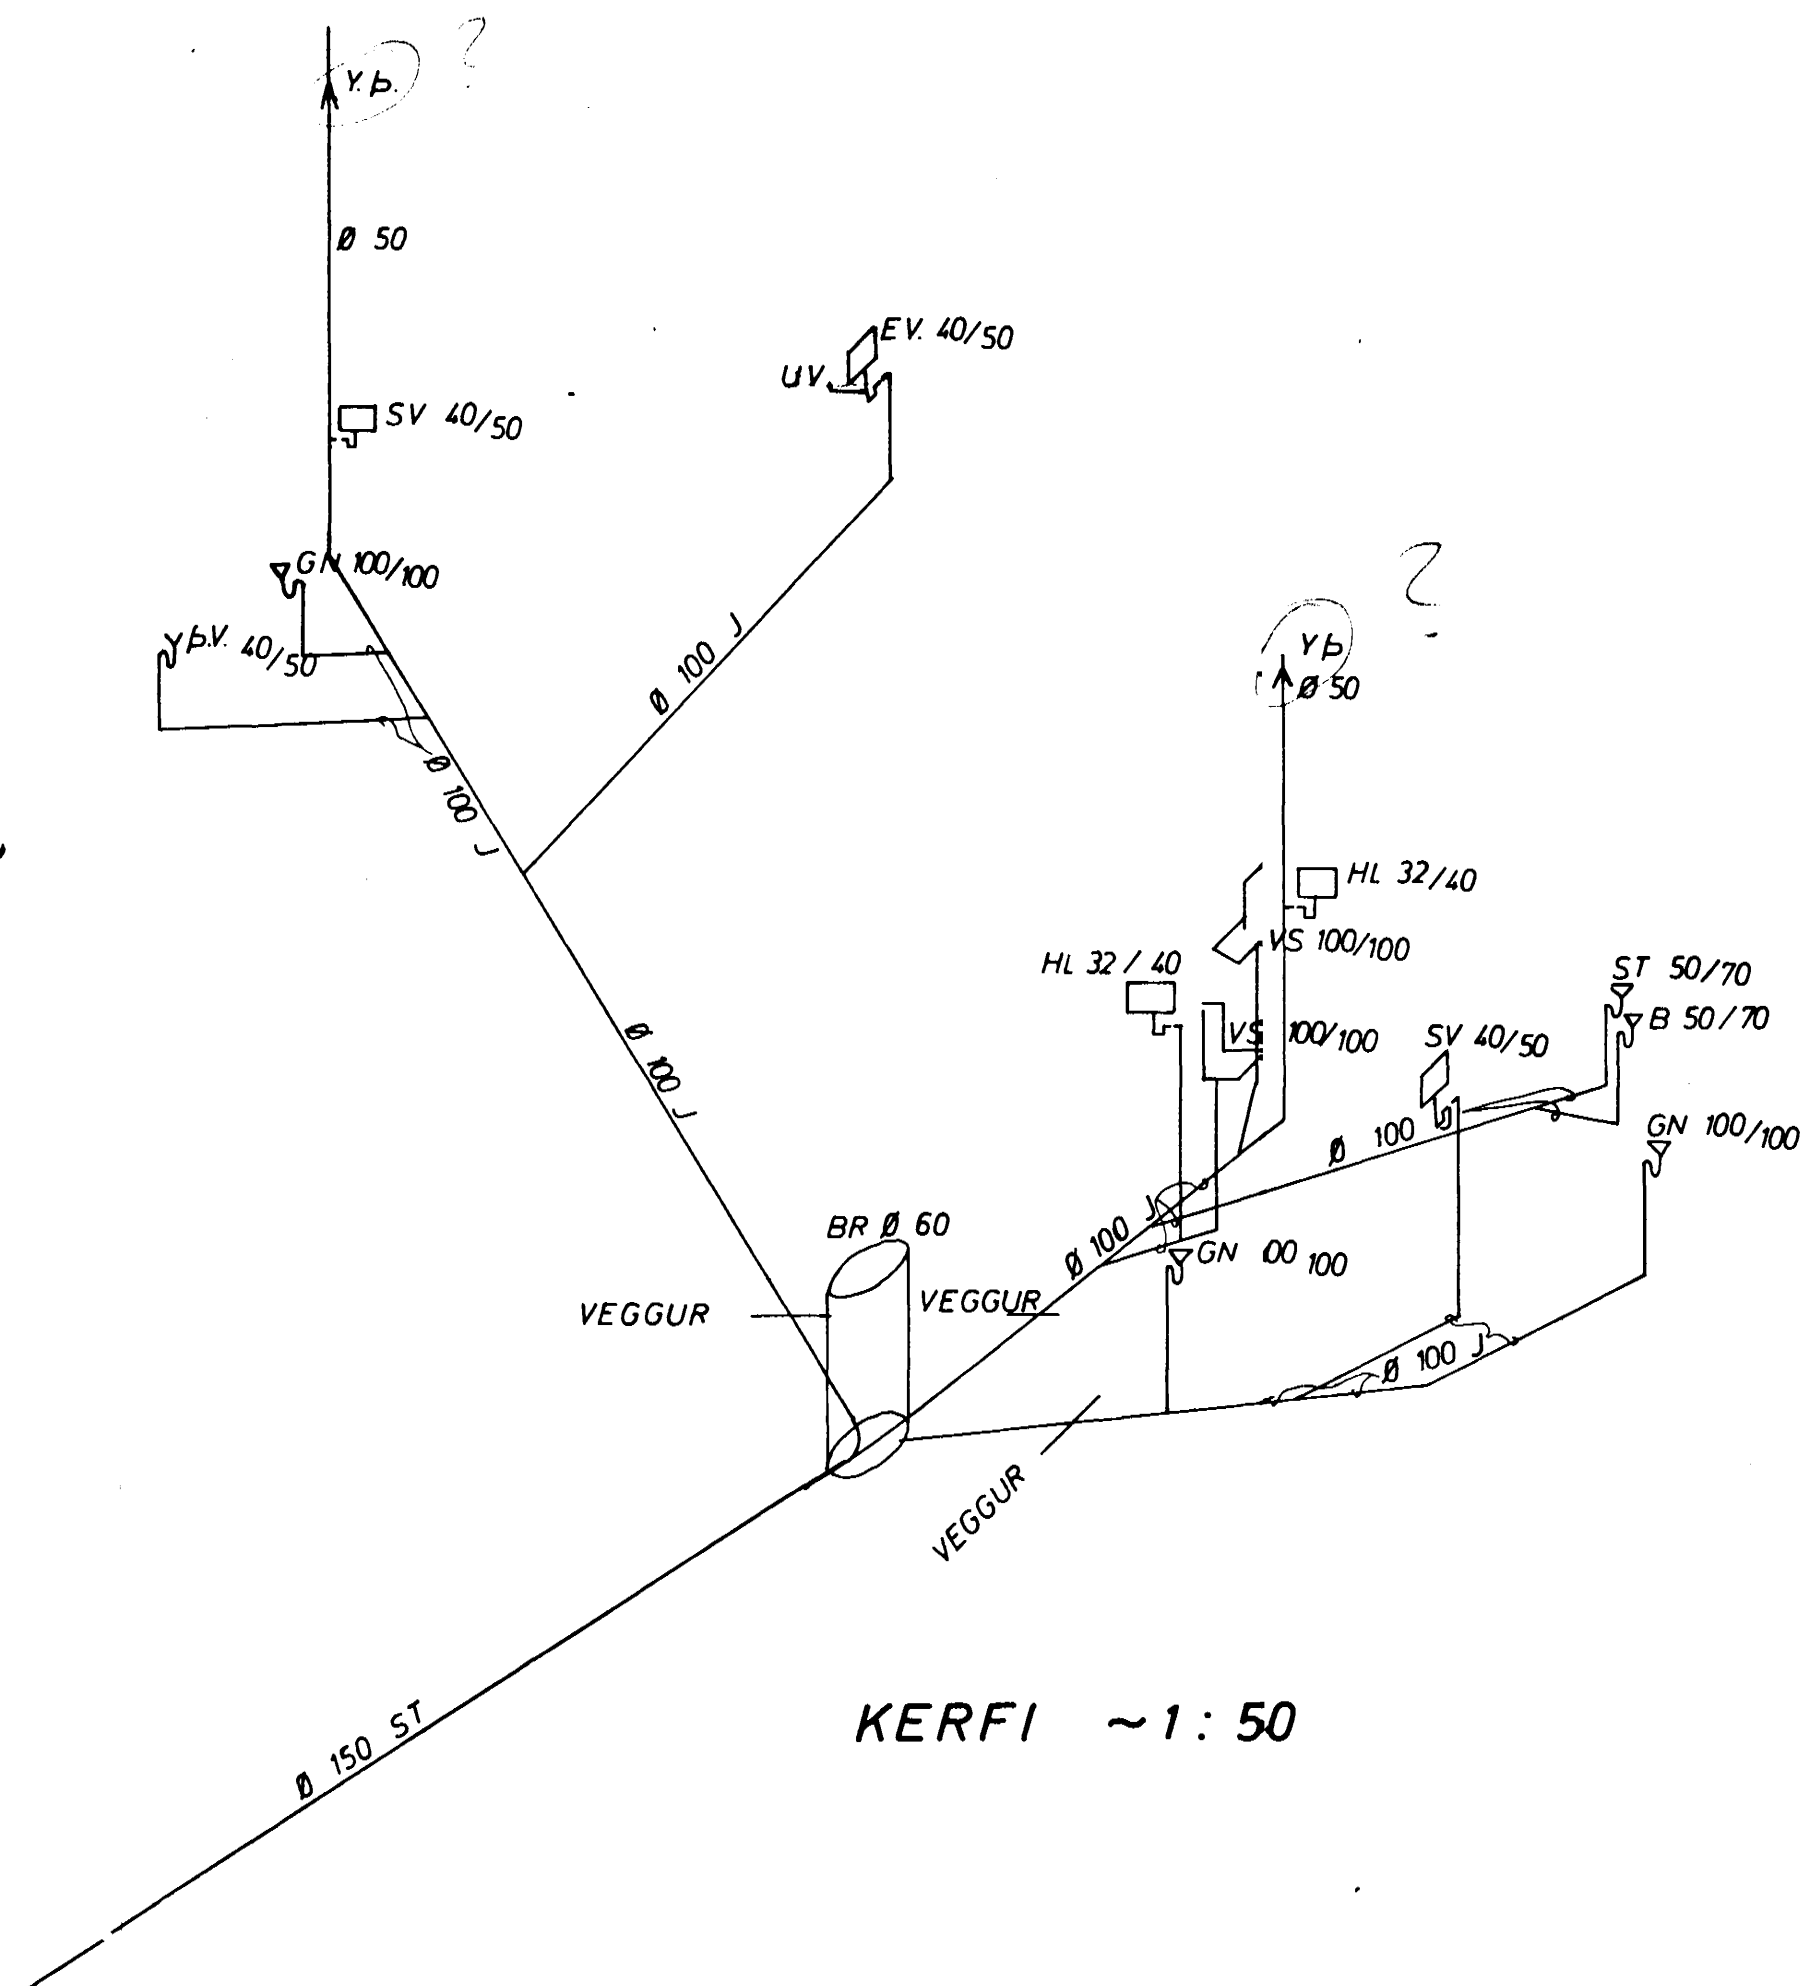 ?
Y.þ.
Ø 50
EV. 40/50
UV.
SV 40/50
GN 100/100
Yþ.V. 40/50
Ø 100 J
?
Yþ
Ø 50
Ø 100 J
HL 32/40
VS 100/100
HL 32/40
ST 50/70
B 50/70
VS 100/100
SV 40/50
Ø 100 J
GN 100/100
Ø 100
BR Ø 60
Ø 100 J
GN 100 100
VEGGUR
VEGGUR
Ø 100 J
VEGGUR
Ø 150 ST
KERFI ~1:50